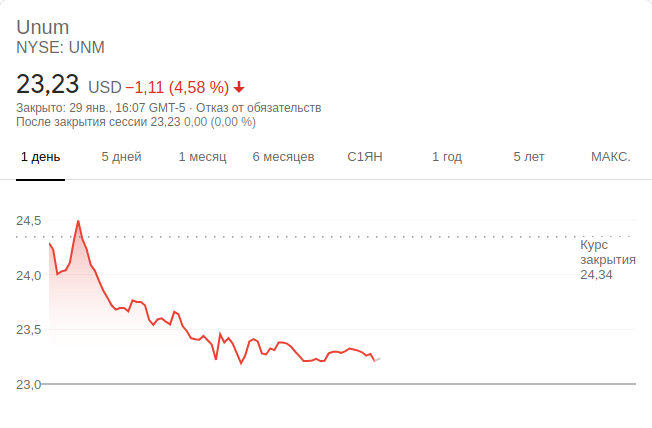 Unum
NYSE: UNM
23,23 USD −1,11 (4,58 %)
Закрыто: 29 янв., 16:07 GMT-5 · Отказ от обязательств
После закрытия сессии 23,23 0,00 (0,00 %)
1 день 5 дней 1 месяц 6 месяцев С1ЯН 1 год 5 лет МАКС.
24,5
Курс
закрытия
24,34
24,0
23,5
23,0